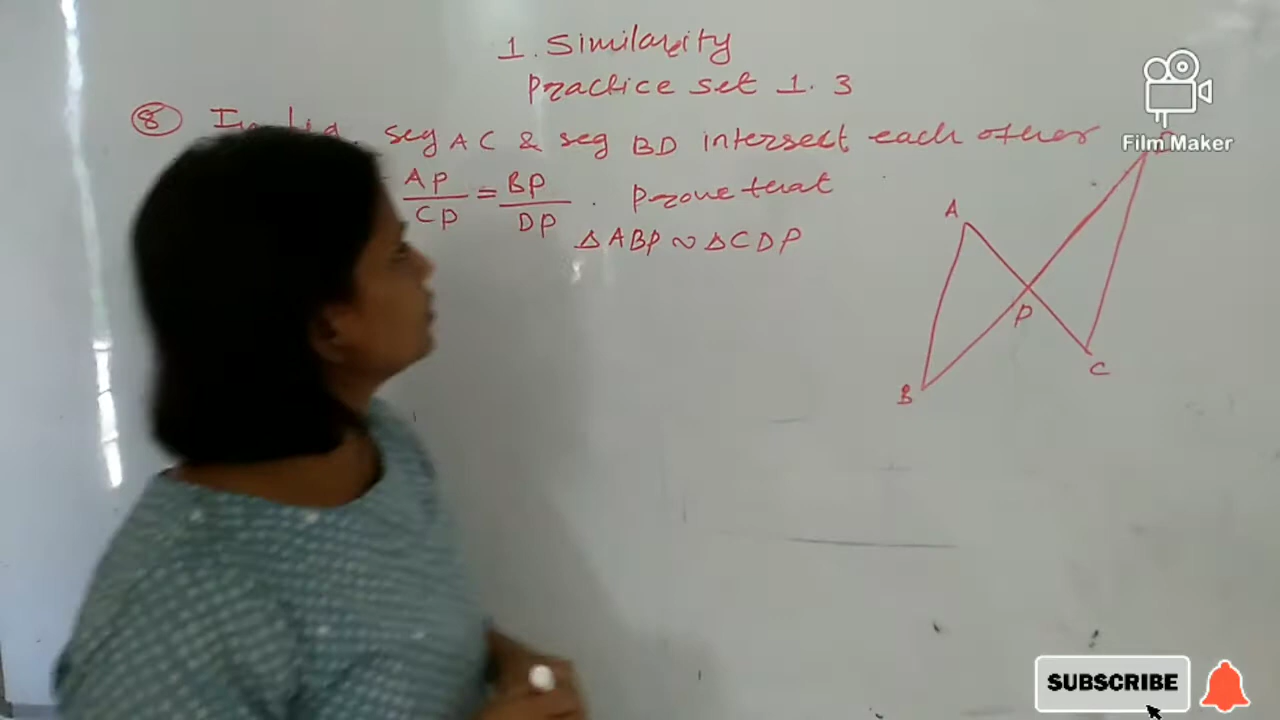 1. Similarity
Practice set 1.3
8 In fig. seg AC & seg BD intersect each other
AP/CP = BP/DP . Prove that
△ABP ~ △CDP
A
P
B
C
Film Maker
SUBSCRIBE